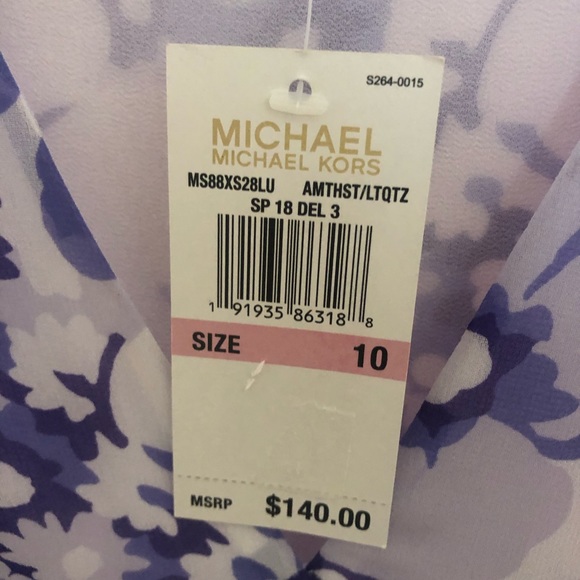 S264-0015
MICHAEL
MICHAEL KORS
MS88XS28LU AMTHST/LTQTZ
SP 18 DEL 3
1 91935 86318 8
SIZE 10
MSRP $140.00